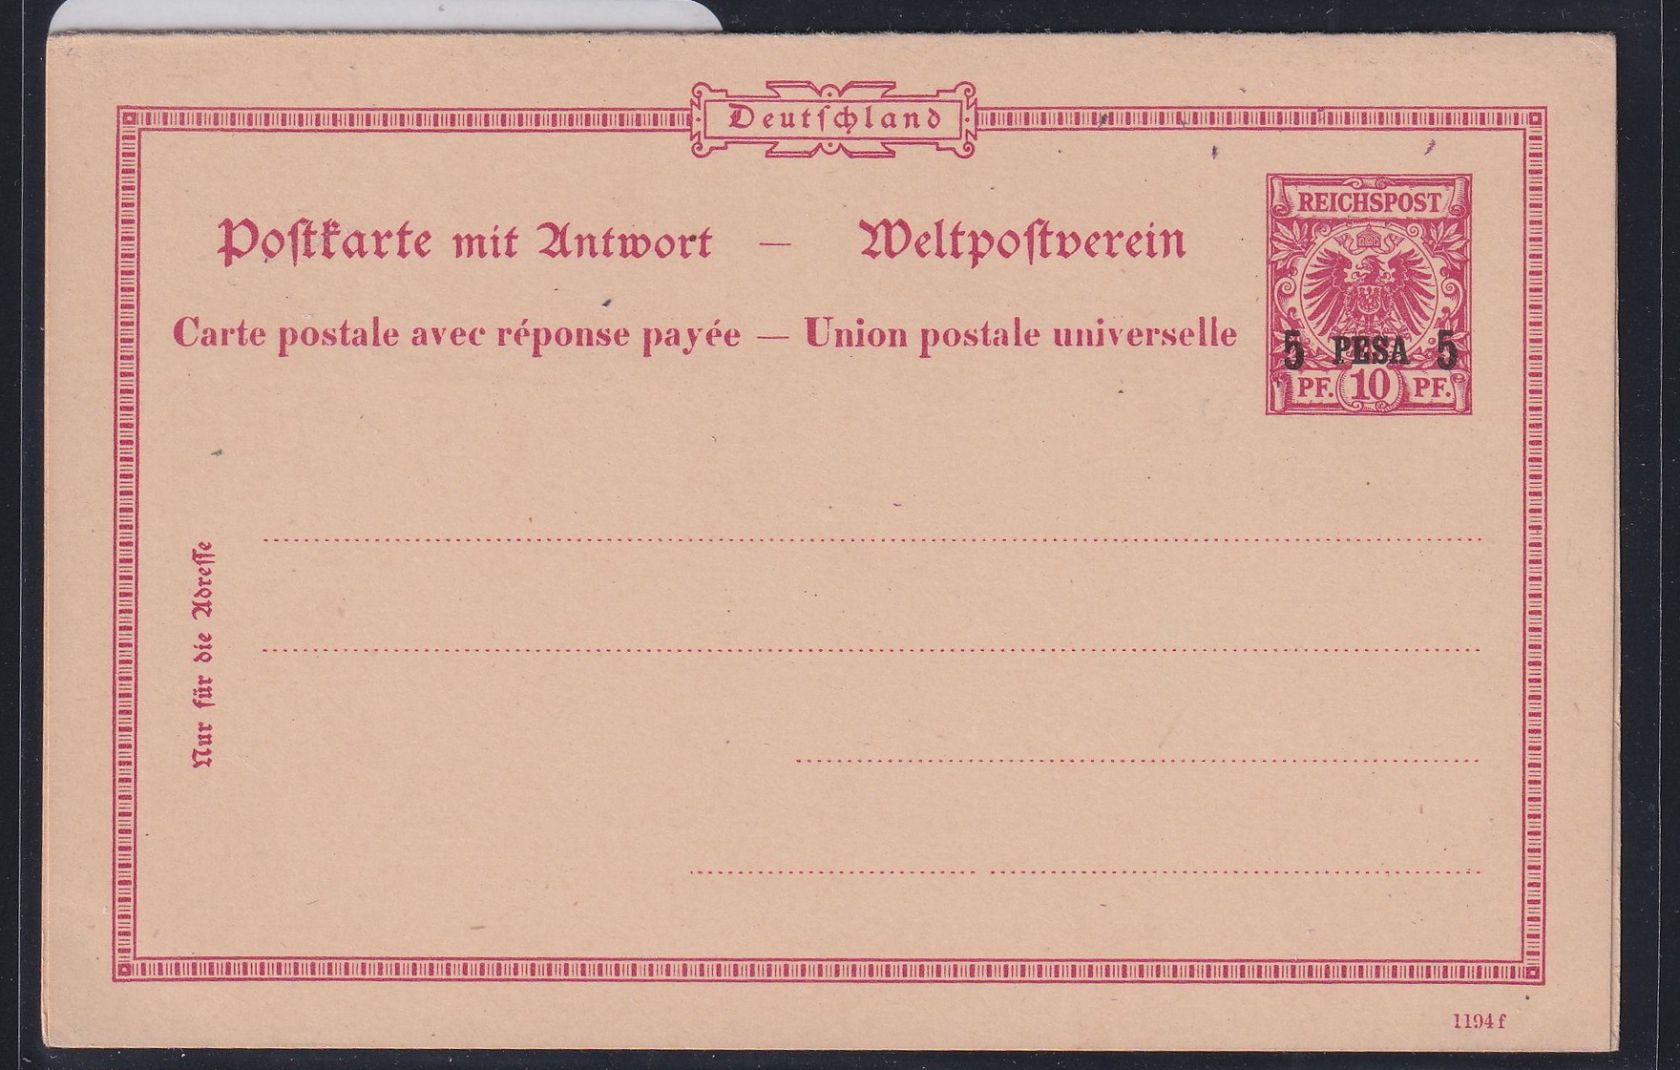 Deutſchland
REICHSPOST
Poſtkarte mit Antwort — Weltpoſtverein
Carte postale avec réponse payée — Union postale universelle
5 PESA 5
PF. 10 PF.
Nur für die Adreſſe
1194 f